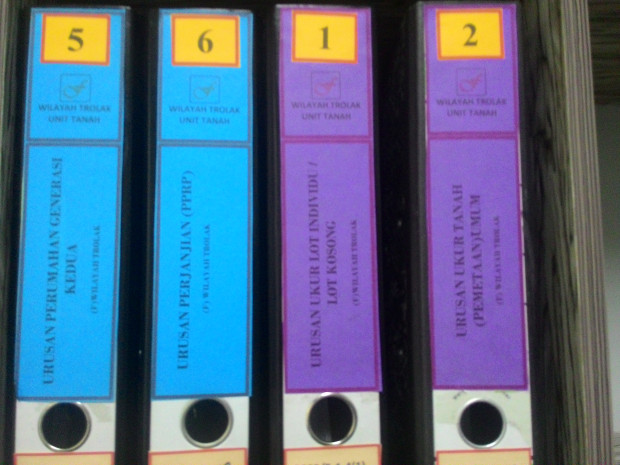 5
WILAYAH TROLAK
UNIT TANAH
URUSAN PERUMAHAN GENERASI
KEDUA
(F) WILAYAH TROLAK
6
WILAYAH TROLAK
UNIT TANAH
URUSAN PERJANJIAN (PPRP)
(F) WILAYAH TROLAK
1
WILAYAH TROLAK
UNIT TANAH
URUSAN UKUR LOT INDIVIDU /
LOT KOSONG
(F) WILAYAH TROLAK
2
WILAYAH TROLAK
UNIT TANAH
URUSAN UKUR TANAH
(PEMETAAN)UMUM
(F) WILAYAH TROLAK